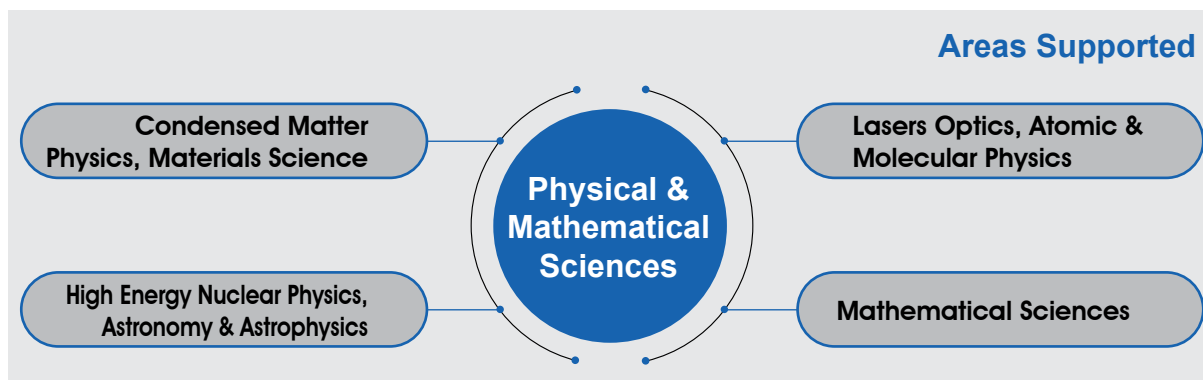 Areas Supported
Condensed Matter
Physics, Materials Science
Lasers Optics, Atomic &
Molecular Physics
Physical &
Mathematical
Sciences
High Energy Nuclear Physics,
Astronomy & Astrophysics
Mathematical Sciences